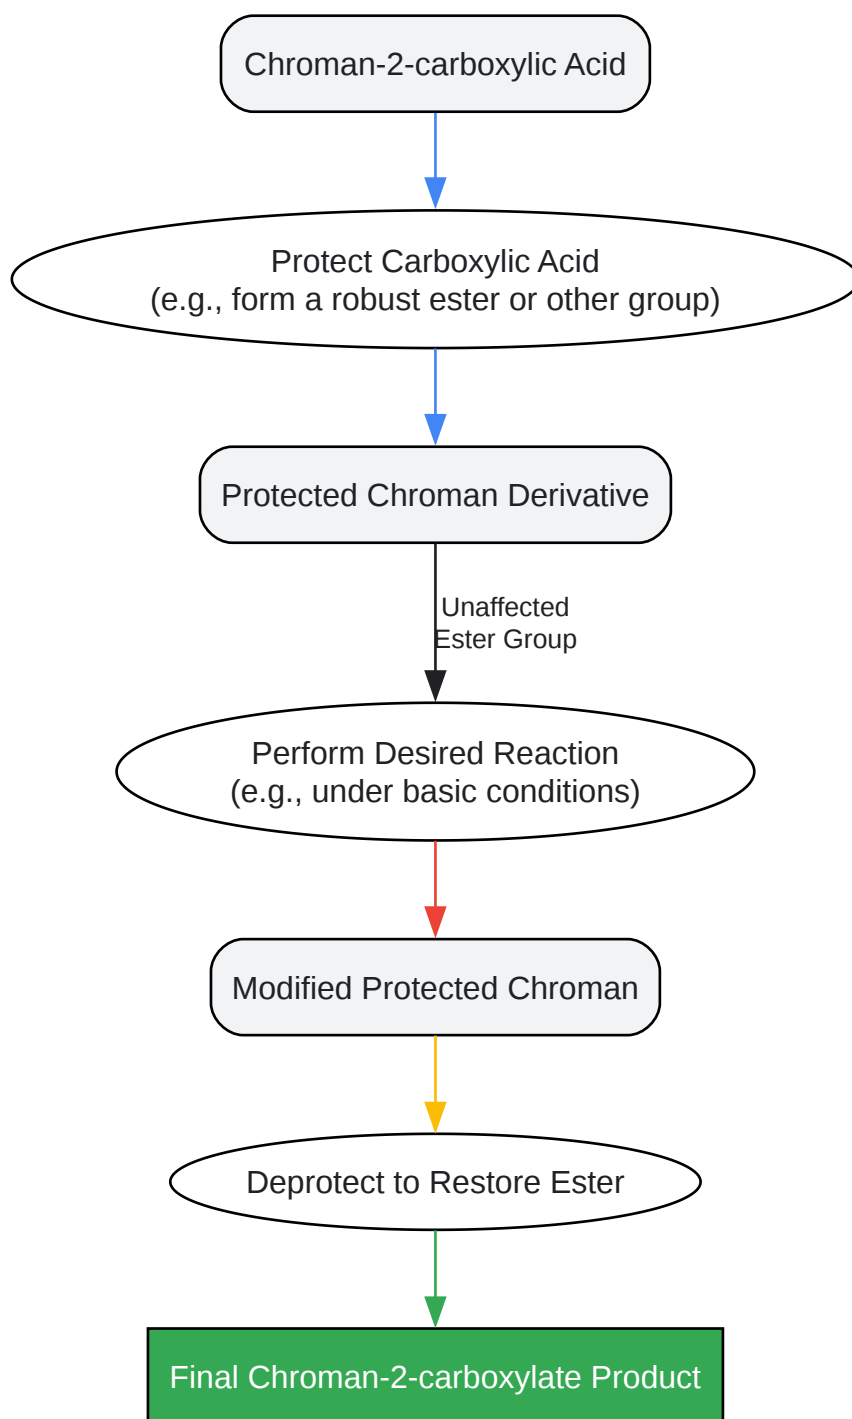 Chroman-2-carboxylic Acid
Protect Carboxylic Acid
(e.g., form a robust ester or other group)
Protected Chroman Derivative
Unaffected
Ester Group
Perform Desired Reaction
(e.g., under basic conditions)
Modified Protected Chroman
Deprotect to Restore Ester
Final Chroman-2-carboxylate Product